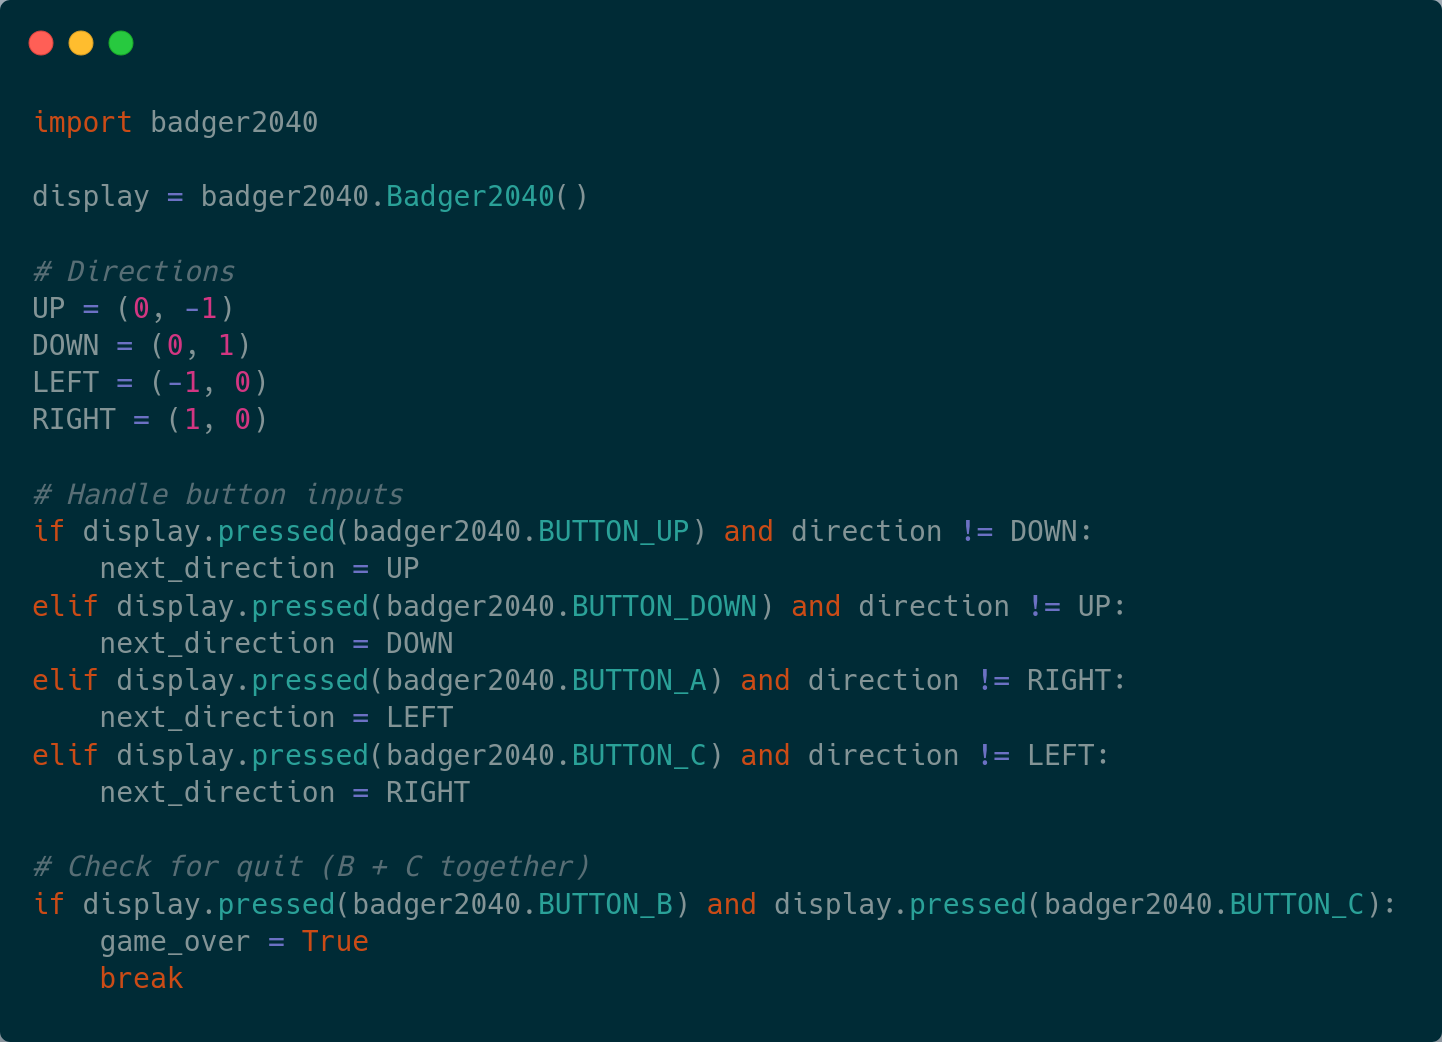 import badger2040

display = badger2040.Badger2040()

# Directions
UP = (0, -1)
DOWN = (0, 1)
LEFT = (-1, 0)
RIGHT = (1, 0)

# Handle button inputs
if display.pressed(badger2040.BUTTON_UP) and direction != DOWN:
    next_direction = UP
elif display.pressed(badger2040.BUTTON_DOWN) and direction != UP:
    next_direction = DOWN
elif display.pressed(badger2040.BUTTON_A) and direction != RIGHT:
    next_direction = LEFT
elif display.pressed(badger2040.BUTTON_C) and direction != LEFT:
    next_direction = RIGHT

# Check for quit (B + C together)
if display.pressed(badger2040.BUTTON_B) and display.pressed(badger2040.BUTTON_C):
    game_over = True
    break